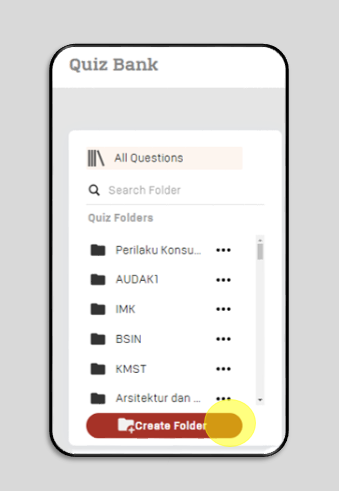 Quiz Bank
All Questions
Search Folder
Quiz Folders
Perilaku Konsu...
AUDAK1
IMK
BSIN
KMST
Arsitektur dan ...
Create Folder